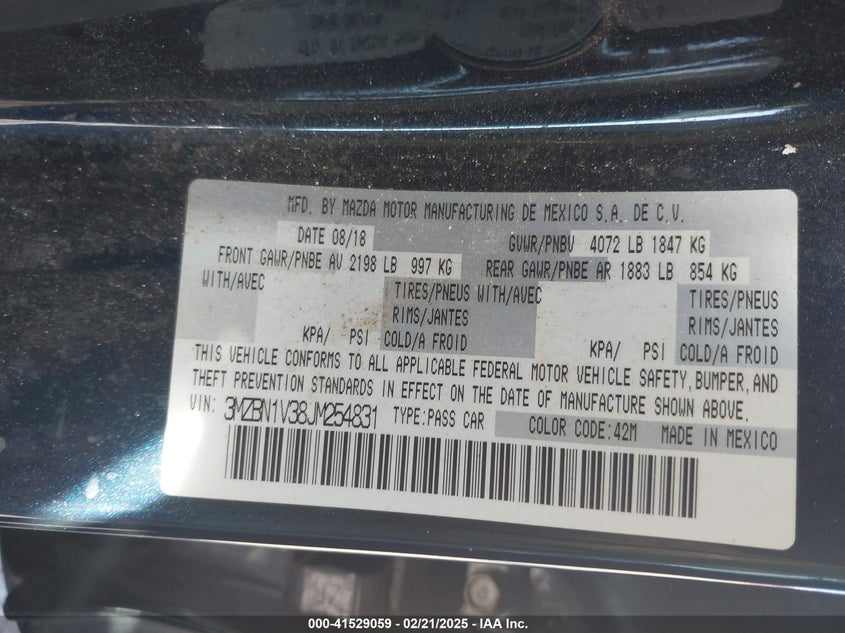 MFD. BY MAZDA MOTOR MANUFACTURING DE MEXICO S.A. DE C.V.
DATE 08/18 GVWR/PNBV 4072 LB 1847 KG
FRONT GAWR/PNBE AV 2198 LB 997 KG REAR GAWR/PNBE AR 1883 LB 854 KG
WITH/AVEC TIRES/PNEUS WITH/AVEC TIRES/PNEUS
RIMS/JANTES RIMS/JANTES
KPA/ PSI COLD/A FROID KPA/ PSI COLD/A FROID
THIS VEHICLE CONFORMS TO ALL APPLICABLE FEDERAL MOTOR VEHICLE SAFETY, BUMPER, AND
THEFT PREVENTION STANDARDS IN EFFECT ON THE DATE OF MANUFACTURE SHOWN ABOVE.
VIN: 3MZBN1V38JM254831 TYPE:PASS CAR COLOR CODE:42M MADE IN MEXICO
000-41529059 - 02/21/2025 - IAA Inc.